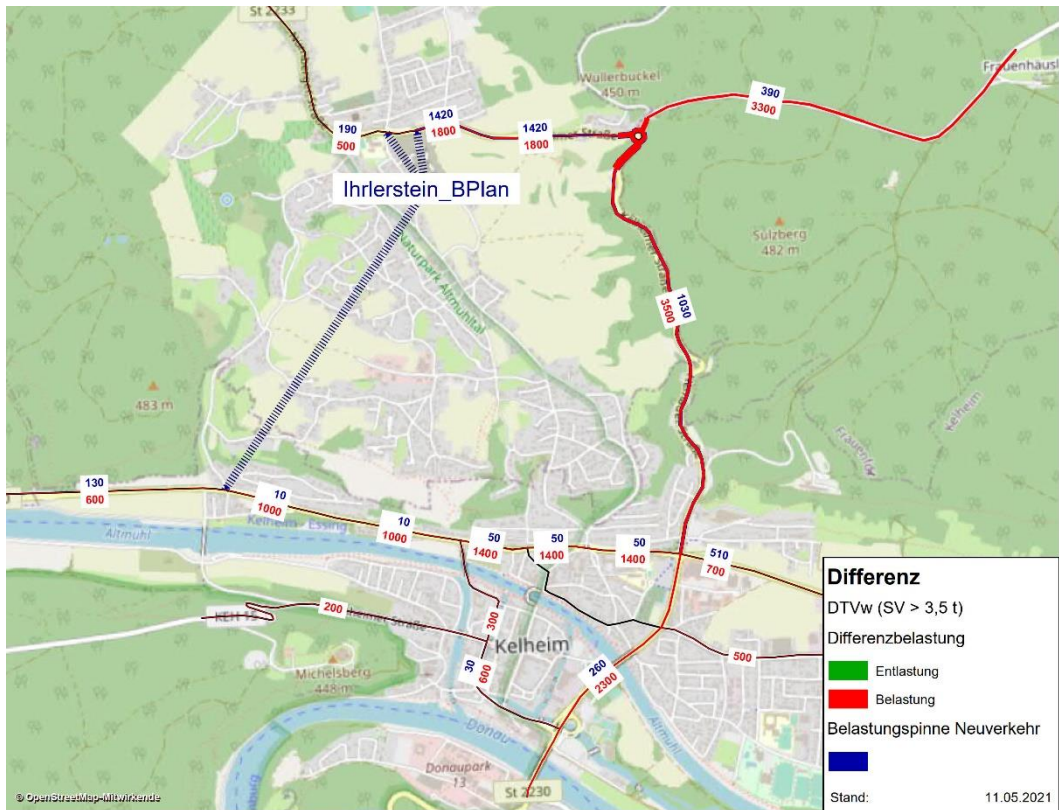 St 2233
Wullerbuckel
450 m
Frauenhäusl
390
3300
190
500
1420
1800
1420
1800
Ihrlerstein_BPlan
Sülzberg
482 m
Naturpark Altmühltal
1030
3500
483 m
Kelheim
130
600
10
1000
Kelheim - Essing
Altmühl
10
1000
50
1400
50
1400
50
1400
510
700
200
KEH 15
300
Kelheim
30
600
500
Michelsberg
448 m
260
2300
Donau
Altmühl
Donaupark
13
St 2230
Differenz
DTVw (SV > 3,5 t)
Differenzbelastung
Entlastung
Belastung
Belastungspinne Neuverkehr
Stand: 11.05.2021
© OpenStreetMap-Mitwirkende